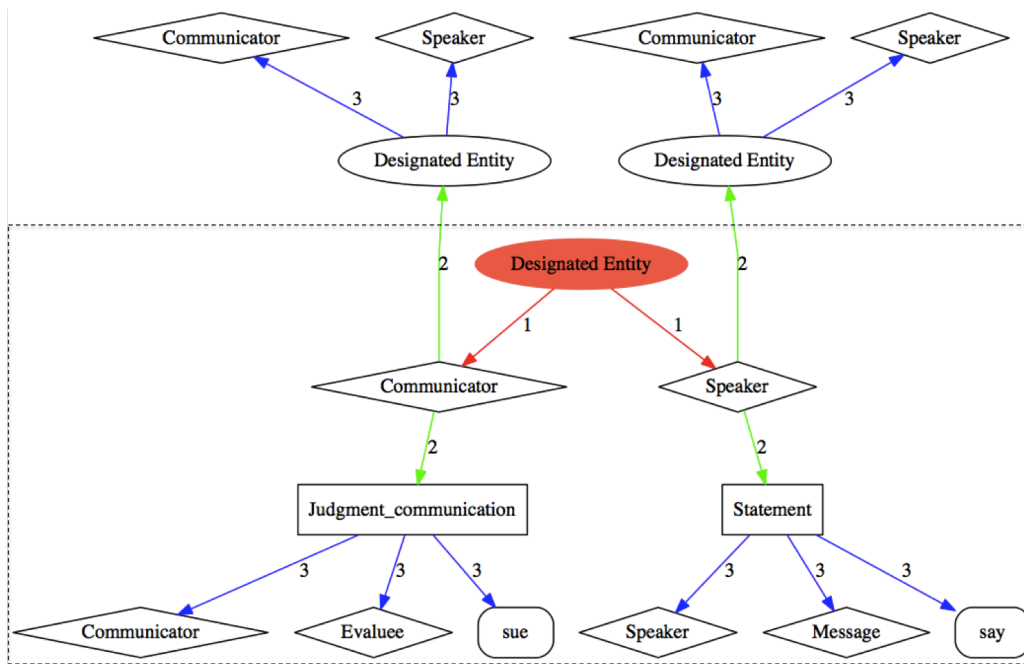 Communicator
Speaker
Communicator
Speaker
3
3
3
3
Designated Entity
Designated Entity
2
Designated Entity
2
1
1
Communicator
Speaker
2
2
Judgment_communication
Statement
3
3
3
3
3
3
Communicator
Evaluee
sue
Speaker
Message
say